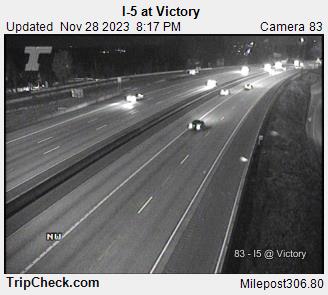 I-5 at Victory
Updated Nov 28 2023 8:17 PM Camera 83
T
NW
83 - I5 @ Victory
TripCheck.com Milepost306.80